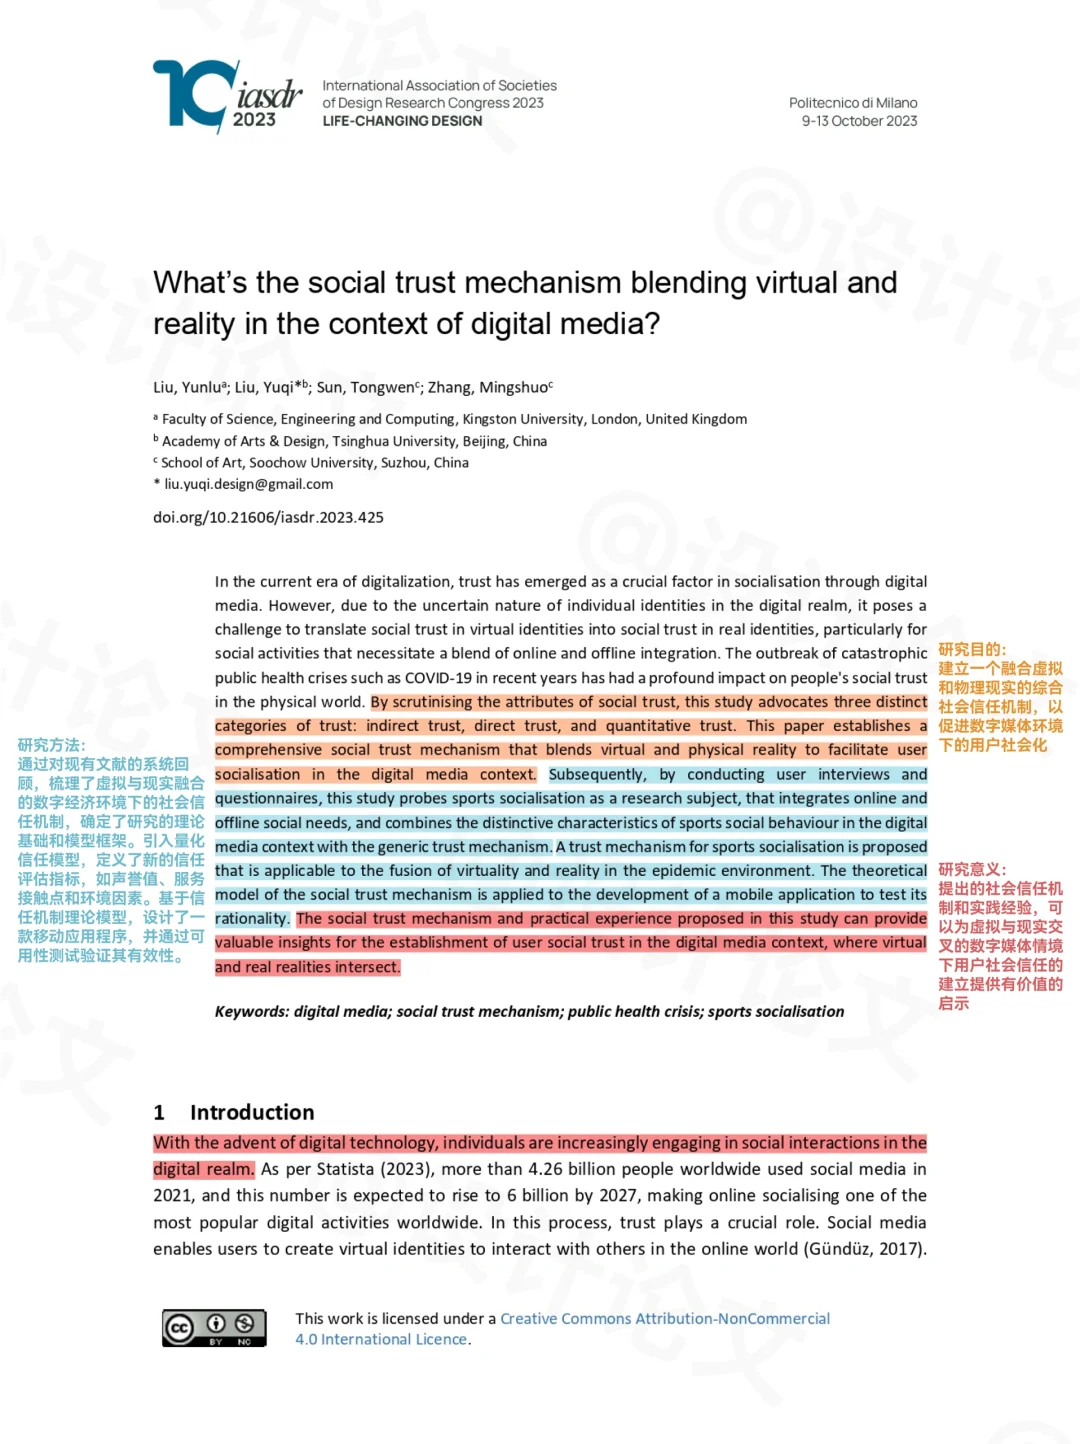 iasdr
2023
International Association of Societies
of Design Research Congress 2023
LIFE-CHANGING DESIGN
Politecnico di Milano
9-13 October 2023
What's the social trust mechanism blending virtual and
reality in the context of digital media?
Liu, Yunluᵃ; Liu, Yuqi*ᵇ; Sun, Tongwenᶜ; Zhang, Mingshuoᶜ
ᵃ Faculty of Science, Engineering and Computing, Kingston University, London, United Kingdom
ᵇ Academy of Arts & Design, Tsinghua University, Beijing, China
ᶜ School of Art, Soochow University, Suzhou, China
* liu.yuqi.design@gmail.com
doi.org/10.21606/iasdr.2023.425
In the current era of digitalization, trust has emerged as a crucial factor in socialisation through digital
media. However, due to the uncertain nature of individual identities in the digital realm, it poses a
challenge to translate social trust in virtual identities into social trust in real identities, particularly for
social activities that necessitate a blend of online and offline integration. The outbreak of catastrophic
public health crises such as COVID-19 in recent years has had a profound impact on people's social trust
in the physical world. By scrutinising the attributes of social trust, this study advocates three distinct
categories of trust: indirect trust, direct trust, and quantitative trust. This paper establishes a
comprehensive social trust mechanism that blends virtual and physical reality to facilitate user
socialisation in the digital media context. Subsequently, by conducting user interviews and
questionnaires, this study probes sports socialisation as a research subject, that integrates online and
offline social needs, and combines the distinctive characteristics of sports social behaviour in the digital
media context with the generic trust mechanism. A trust mechanism for sports socialisation is proposed
that is applicable to the fusion of virtuality and reality in the epidemic environment. The theoretical
model of the social trust mechanism is applied to the development of a mobile application to test its
rationality. The social trust mechanism and practical experience proposed in this study can provide
valuable insights for the establishment of user social trust in the digital media context, where virtual
and real realities intersect.
研究目的：
建立一个融合虚拟
和物理现实的综合
社会信任机制，以
促进数字媒体环境
下的用户社会化
研究方法：
通过对现有文献的系统回
顾，梳理了虚拟与现实融合
的数字经济环境下的社会信
任机制，确定了研究的理论
基础和模型框架。引入量化
信任模型，定义了新的信任
评估指标，如声誉值、服务
接触点和环境因素。基于信
任机制理论模型，设计了一
款移动应用程序，并通过可
用性测试验证其有效性。
研究意义：
提出的社会信任机
制和实践经验，可
以为虚拟与现实交
叉的数字媒体情境
下用户社会信任的
建立提供有价值的
启示
Keywords: digital media; social trust mechanism; public health crisis; sports socialisation
1 Introduction
With the advent of digital technology, individuals are increasingly engaging in social interactions in the
digital realm. As per Statista (2023), more than 4.26 billion people worldwide used social media in
2021, and this number is expected to rise to 6 billion by 2027, making online socialising one of the
most popular digital activities worldwide. In this process, trust plays a crucial role. Social media
enables users to create virtual identities to interact with others in the online world (Gündüz, 2017).
cc BY NC
This work is licensed under a Creative Commons Attribution-NonCommercial
4.0 International Licence.
@设计论文